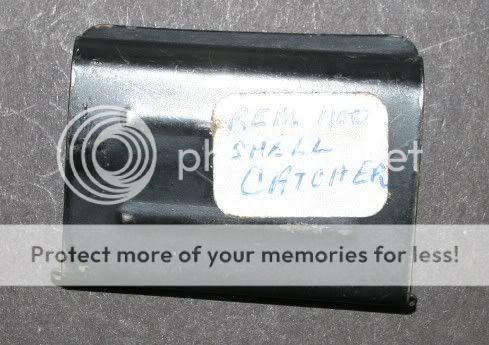 REM 1100
SHELL
CATCHER
Protect more of your memories for less!